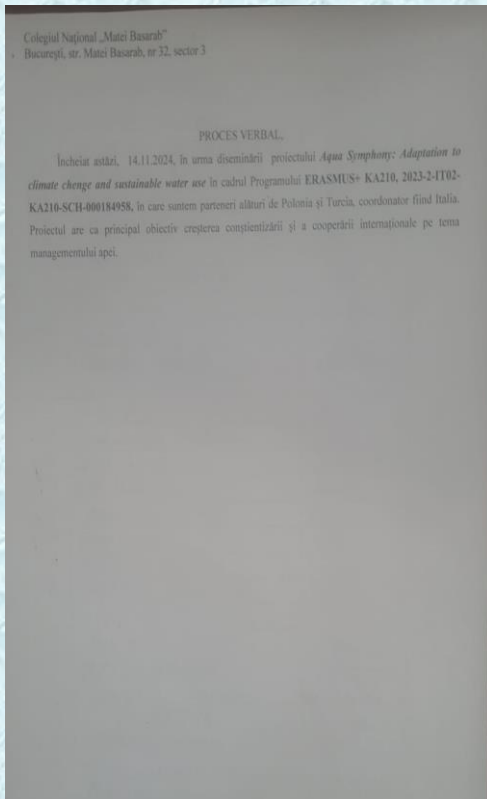 Colegiul Național „Matei Basarab”
București, str. Matei Basarab, nr 32, sector 3
PROCES VERBAL,
Încheiat astăzi, 14.11.2024, în urma diseminării proiectului Aqua Symphony: Adaptation to
climate chenge and sustainable water use în cadrul Programului ERASMUS+ KA210, 2023-2-IT02-
KA210-SCH-000184958, în care suntem parteneri alături de Polonia și Turcia, coordonator fiind Italia.
Proiectul are ca principal obiectiv creșterea conștientizării și a cooperării internaționale pe tema
managementului apei.